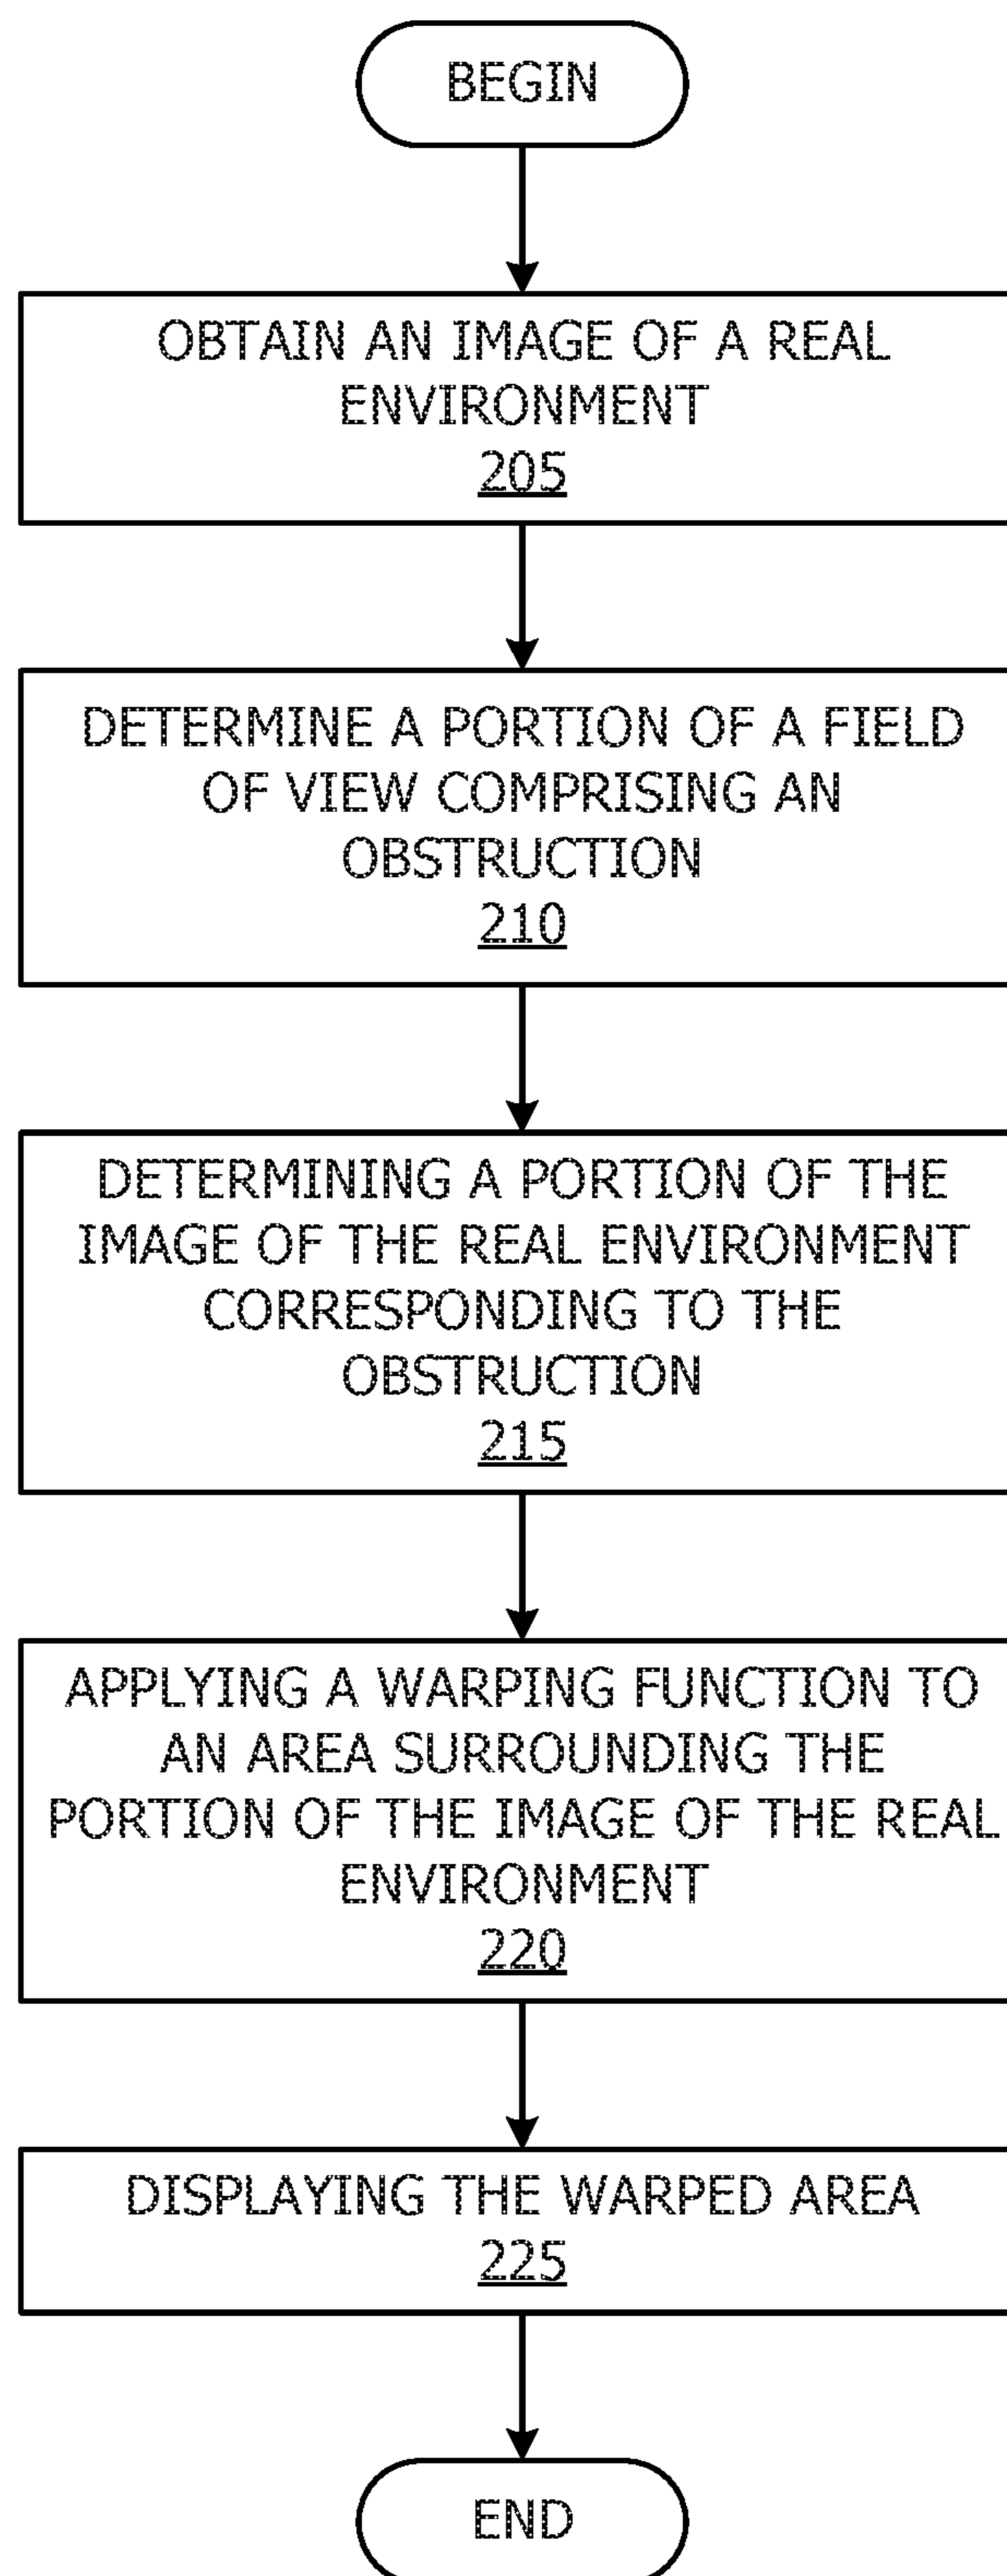 BEGIN
OBTAIN AN IMAGE OF A REAL
ENVIRONMENT
205
DETERMINE A PORTION OF A FIELD
OF VIEW COMPRISING AN
OBSTRUCTION
210
DETERMINING A PORTION OF THE
IMAGE OF THE REAL ENVIRONMENT
CORRESPONDING TO THE
OBSTRUCTION
215
APPLYING A WARPING FUNCTION TO
AN AREA SURROUNDING THE
PORTION OF THE IMAGE OF THE REAL
ENVIRONMENT
220
DISPLAYING THE WARPED AREA
225
END